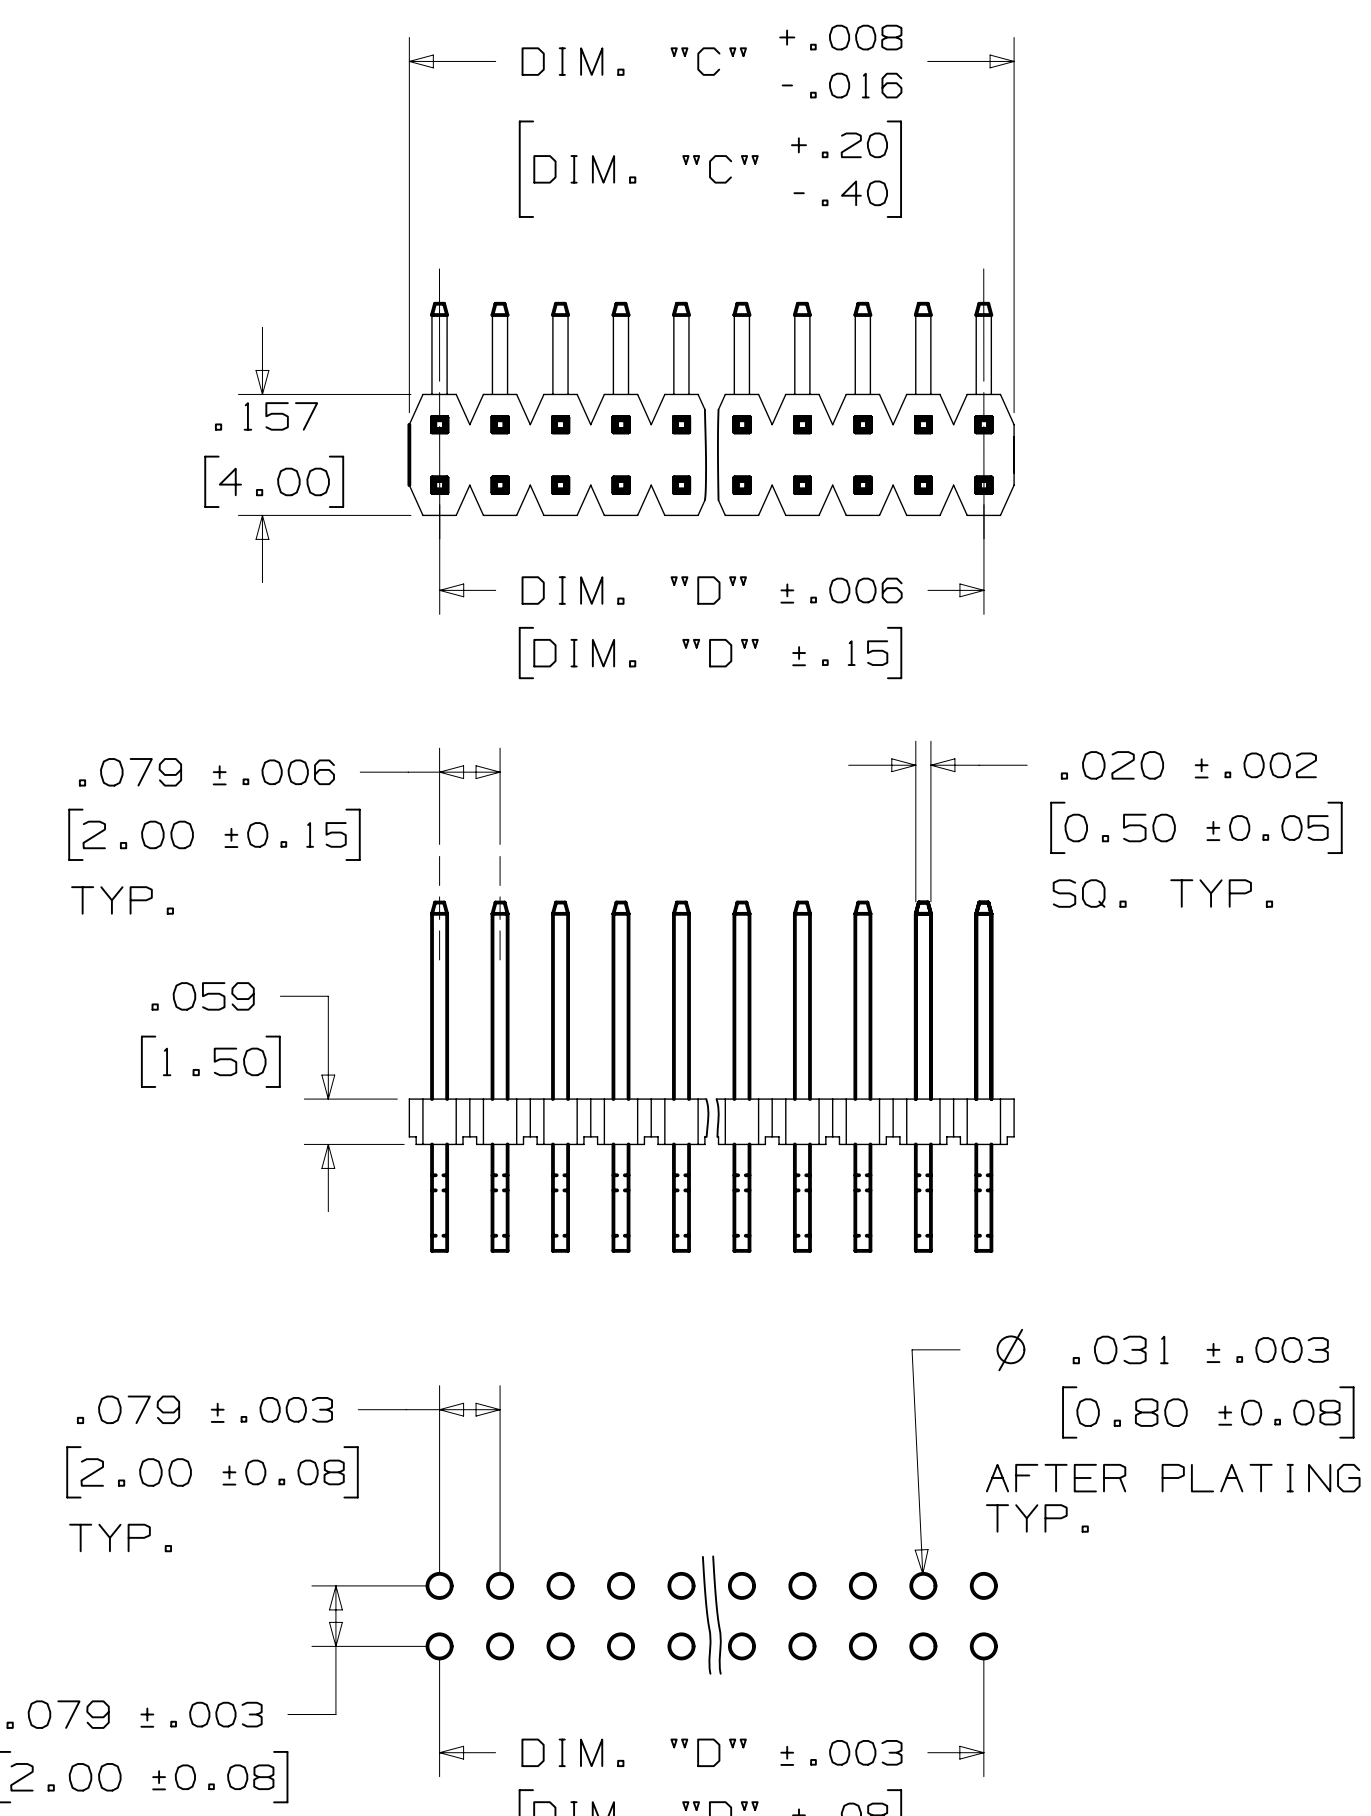 DIM. "C" +.008
-.016
[DIM. "C" +.20
-.40]
.157
[4.00]
DIM. "D" ±.006
[DIM. "D" ±.15]
.079 ±.006
[2.00 ±0.15]
TYP.
.020 ±.002
[0.50 ±0.05]
SQ. TYP.
.059
[1.50]
Ø .031 ±.003
[0.80 ±0.08]
AFTER PLATING
TYP.
.079 ±.003
[2.00 ±0.08]
TYP.
.079 ±.003
[2.00 ±0.08]
DIM. "D" ±.003
[DIM. "D" ±.08]